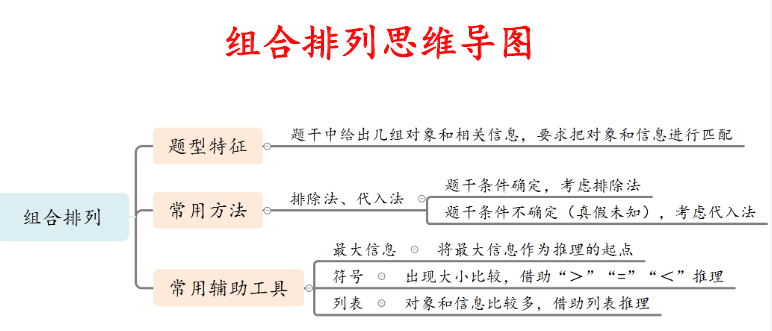 组合排列思维导图
题型特征
题干中给出几组对象和相关信息，要求把对象和信息进行匹配
组合排列
常用方法
排除法、代入法
题干条件确定，考虑排除法
题干条件不确定（真假未知），考虑代入法
常用辅助工具
最大信息
将最大信息作为推理的起点
符号
出现大小比较，借助“＞”“=”“＜”推理
列表
对象和信息比较多，借助列表推理